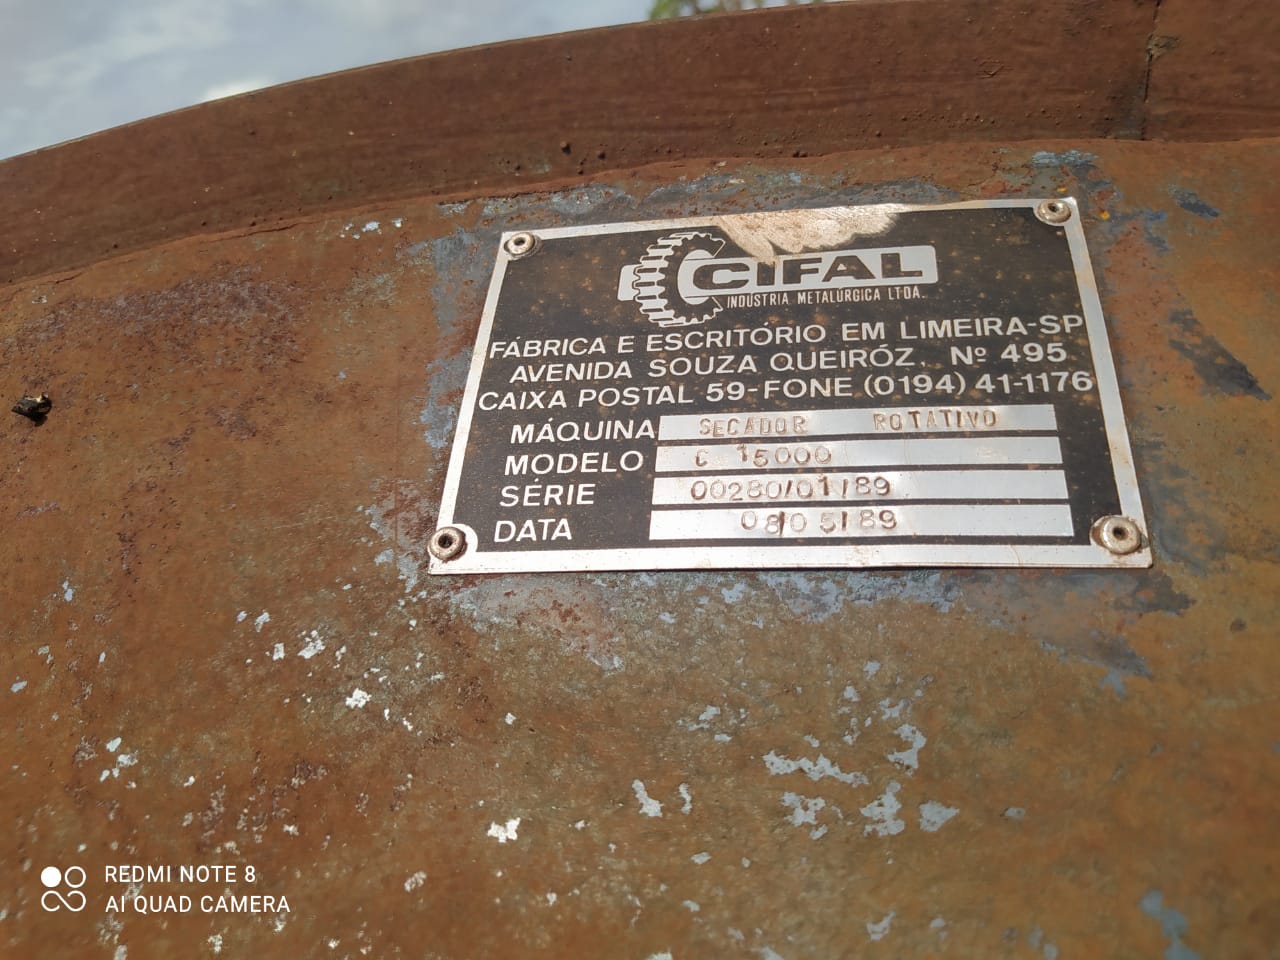 CIFAL
INDÚSTRIA METALÚRGICA LTDA.
FÁBRICA E ESCRITÓRIO EM LIMEIRA-SP
AVENIDA SOUZA QUEIRÓZ, Nº 495
CAIXA POSTAL 59-FONE (0194) 41-1176
MÁQUINA SECADOR ROTATIVO
MODELO C 15000
SÉRIE 00280/01/89
DATA 08/05/89
REDMI NOTE 8
AI QUAD CAMERA